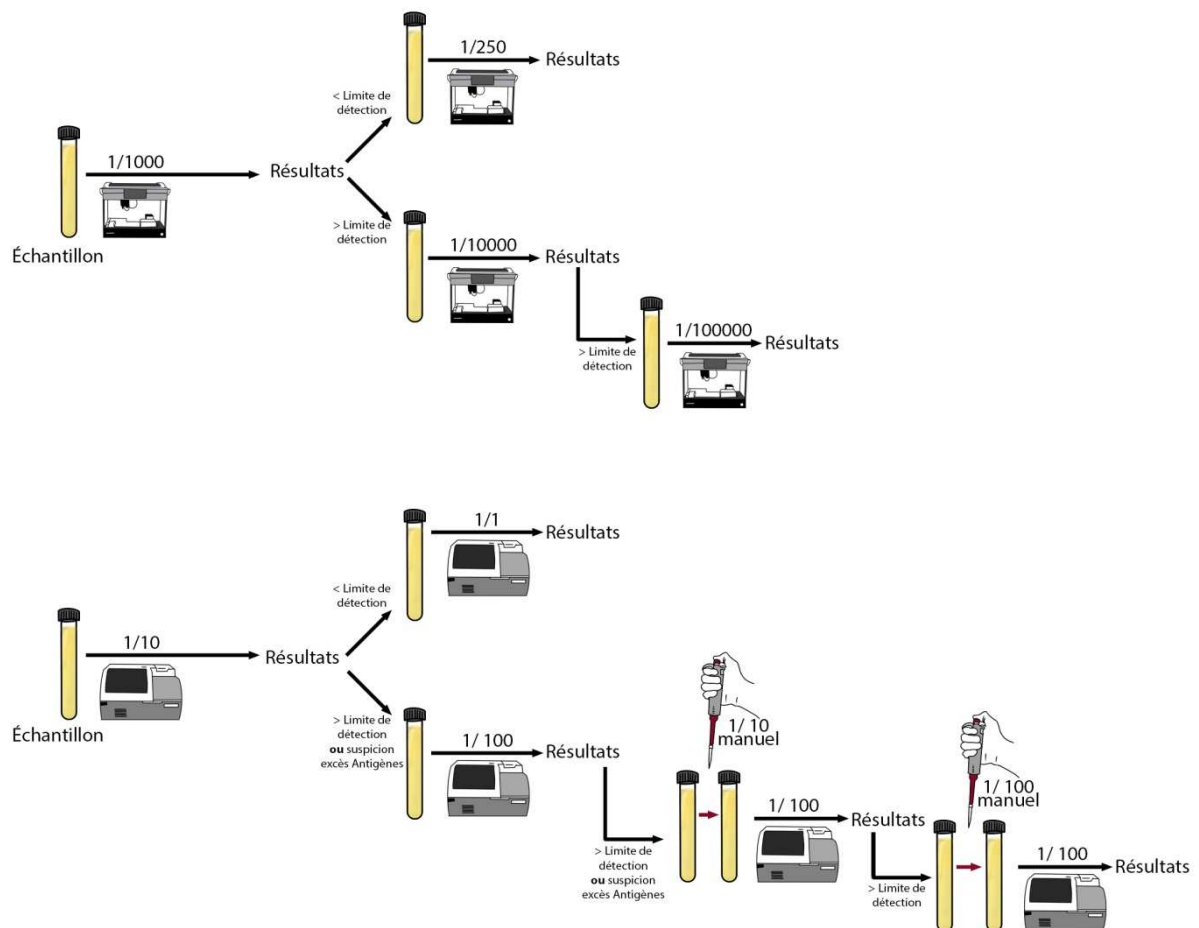 1/250
Résultats
< Limite de
détection
1/1000
Résultats
Échantillon
> Limite de
détection
1/10000
Résultats
> Limite de
détection
1/100000
Résultats
1/1
Résultats
< Limite de
détection
1/10
Résultats
Échantillon
> Limite de
détection
ou suspicion
excès Antigènes
1/ 100
Résultats
> Limite de
détection
ou suspicion
excès Antigènes
1/ 10
manuel
1/ 100
Résultats
> Limite de
détection
1/ 100
manuel
1/ 100
Résultats